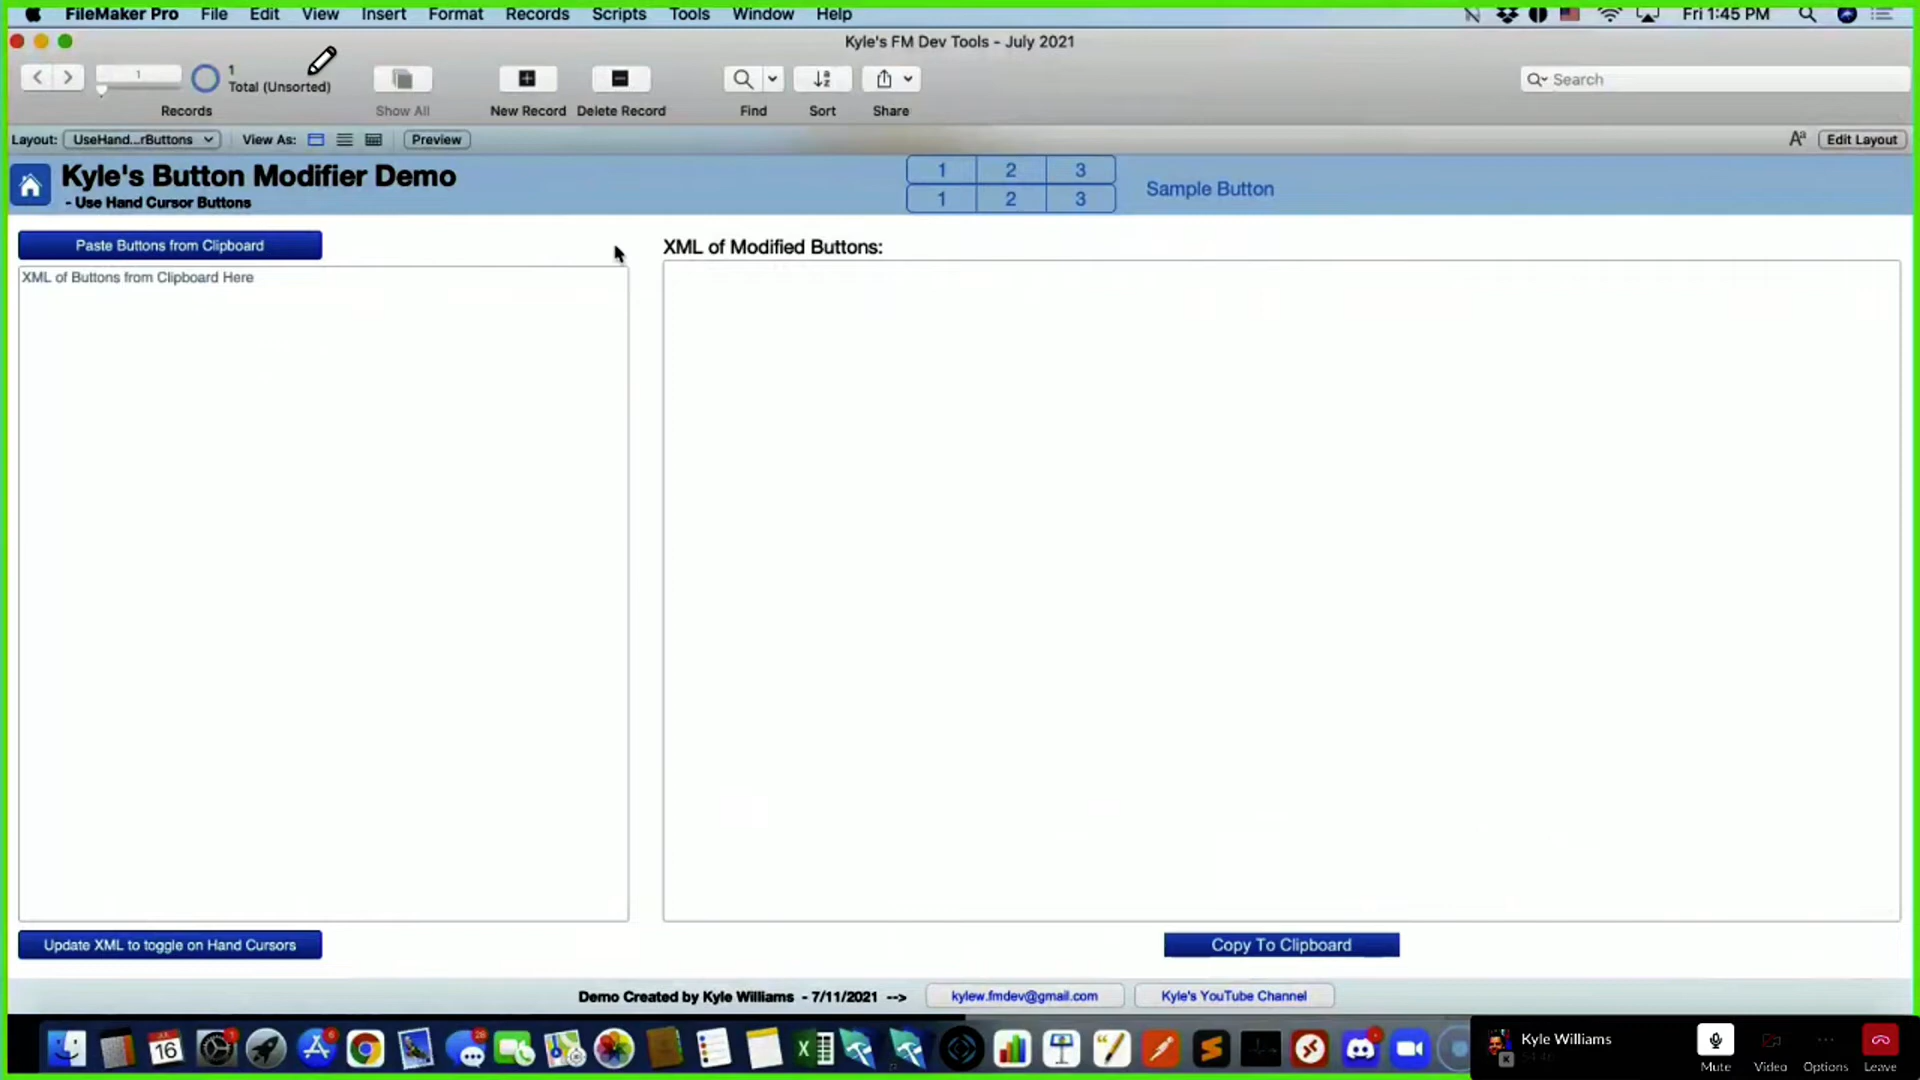 FileMaker Pro File Edit View Insert Format Records Scripts Tools Window Help Fri 1:45 PM
Kyle's FM Dev Tools - July 2021
1 1
Total (Unsorted)
Records Show All New Record Delete Record Find Sort Share Search
Layout: UseHand...rButtons View As: Preview Aa Edit Layout
Kyle's Button Modifier Demo
- Use Hand Cursor Buttons
1 2 3
1 2 3
Sample Button
Paste Buttons from Clipboard
XML of Modified Buttons:
XML of Buttons from Clipboard Here
Update XML to toggle on Hand Cursors
Copy To Clipboard
Demo Created by Kyle Williams - 7/11/2021 -->
kylew.fmdev@gmail.com
Kyle's YouTube Channel
16
Kyle Williams
K
Mute Video Options Leave